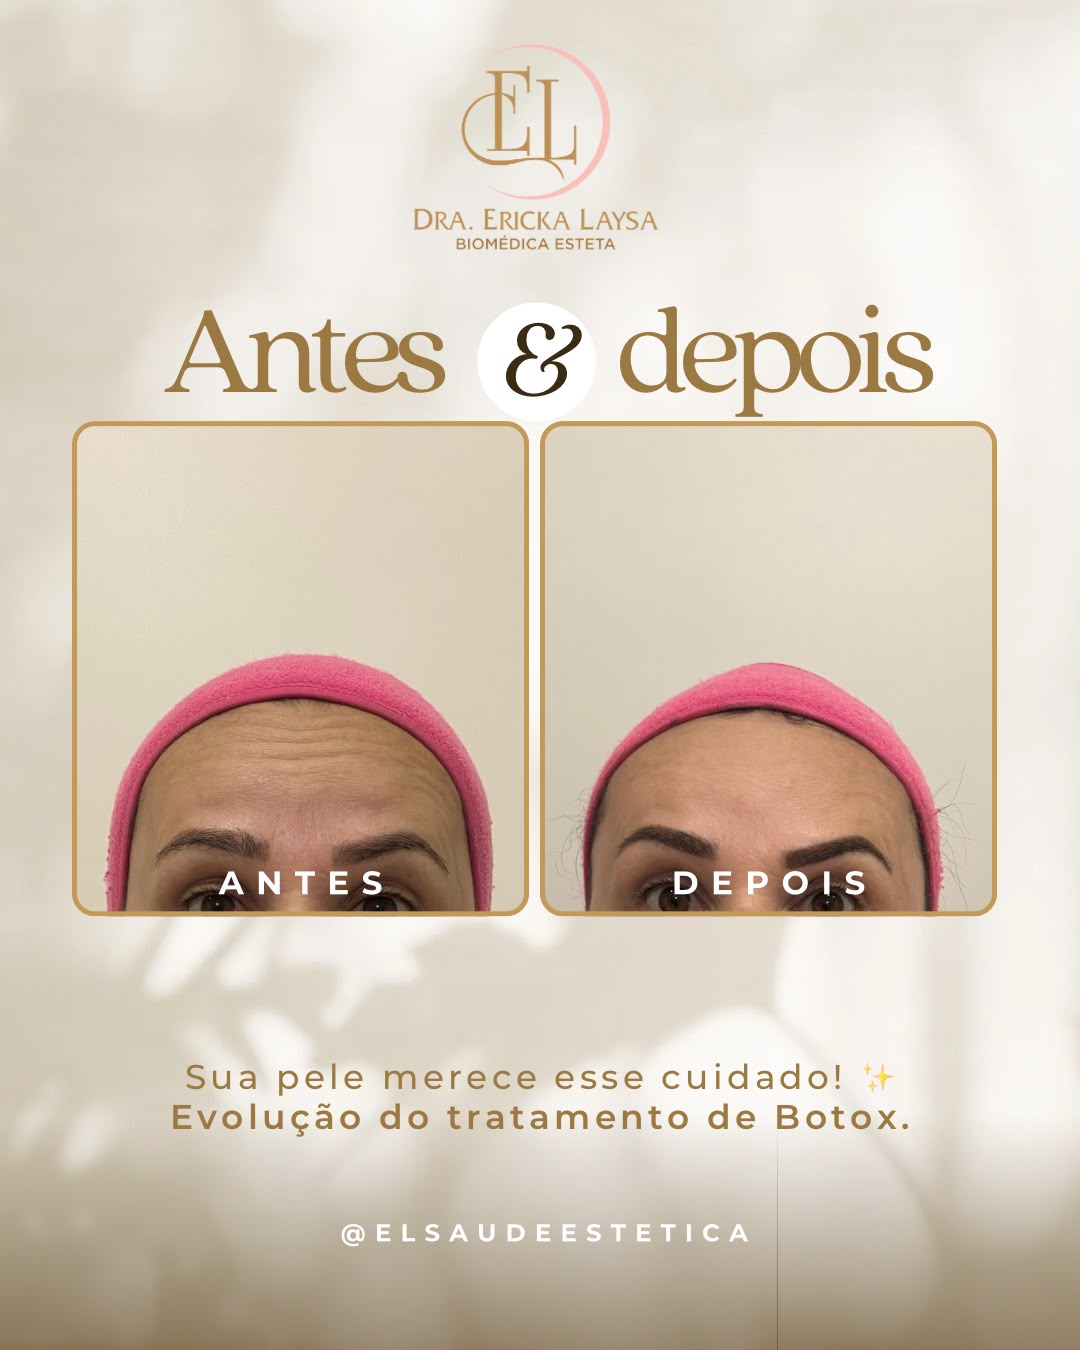 EL
DRA. ERICKA LAYSA
BIOMÉDICA ESTETA
Antes & depois
ANTES
DEPOIS
Sua pele merece esse cuidado! ✨
Evolução do tratamento de Botox.
@ELSAUDEESTETICA